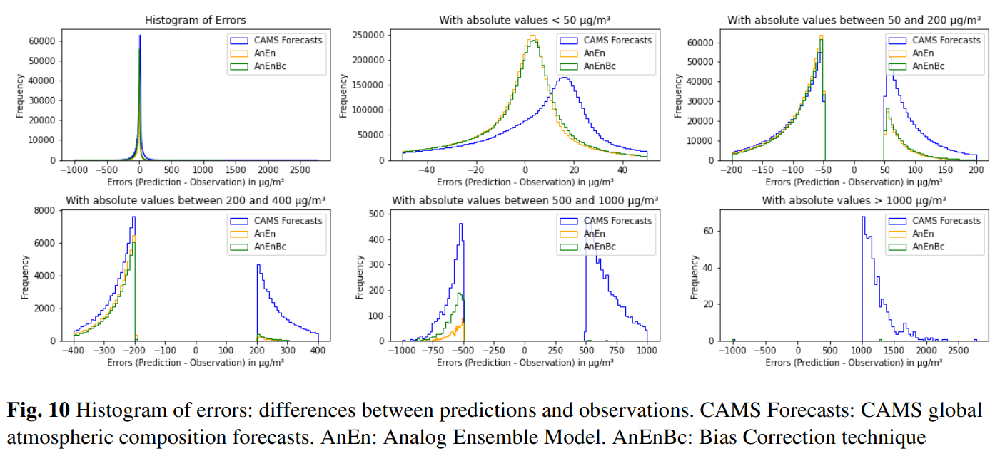 Histogram of Errors
60000
50000
40000
30000
20000
10000
0
Frequency
CAMS Forecasts
AnEn
AnEnBc
−1000 −500 0 500 1000 1500 2000 2500
Errors (Prediction - Observation) in µg/m³
With absolute values < 50 µg/m³
250000
200000
150000
100000
50000
0
Frequency
CAMS Forecasts
AnEn
AnEnBc
−40 −20 0 20 40
Errors (Prediction - Observation) in µg/m³
With absolute values between 50 and 200 µg/m³
60000
50000
40000
30000
20000
10000
0
Frequency
CAMS Forecasts
AnEn
AnEnBc
−200 −150 −100 −50 0 50 100 150 200
Errors (Prediction - Observation) in µg/m³
With absolute values between 200 and 400 µg/m³
8000
6000
4000
2000
0
Frequency
CAMS Forecasts
AnEn
AnEnBc
−400 −300 −200 −100 0 100 200 300 400
Errors (Prediction - Observation) in µg/m³
With absolute values between 500 and 1000 µg/m³
500
400
300
200
100
0
Frequency
CAMS Forecasts
AnEn
AnEnBc
−1000 −750 −500 −250 0 250 500 750 1000
Errors (Prediction - Observation) in µg/m³
With absolute values > 1000 µg/m³
60
40
20
0
Frequency
CAMS Forecasts
AnEn
AnEnBc
−1000 −500 0 500 1000 1500 2000 2500
Errors (Prediction - Observation) in µg/m³
Fig. 10 Histogram of errors: differences between predictions and observations. CAMS Forecasts: CAMS global
atmospheric composition forecasts. AnEn: Analog Ensemble Model. AnEnBc: Bias Correction technique